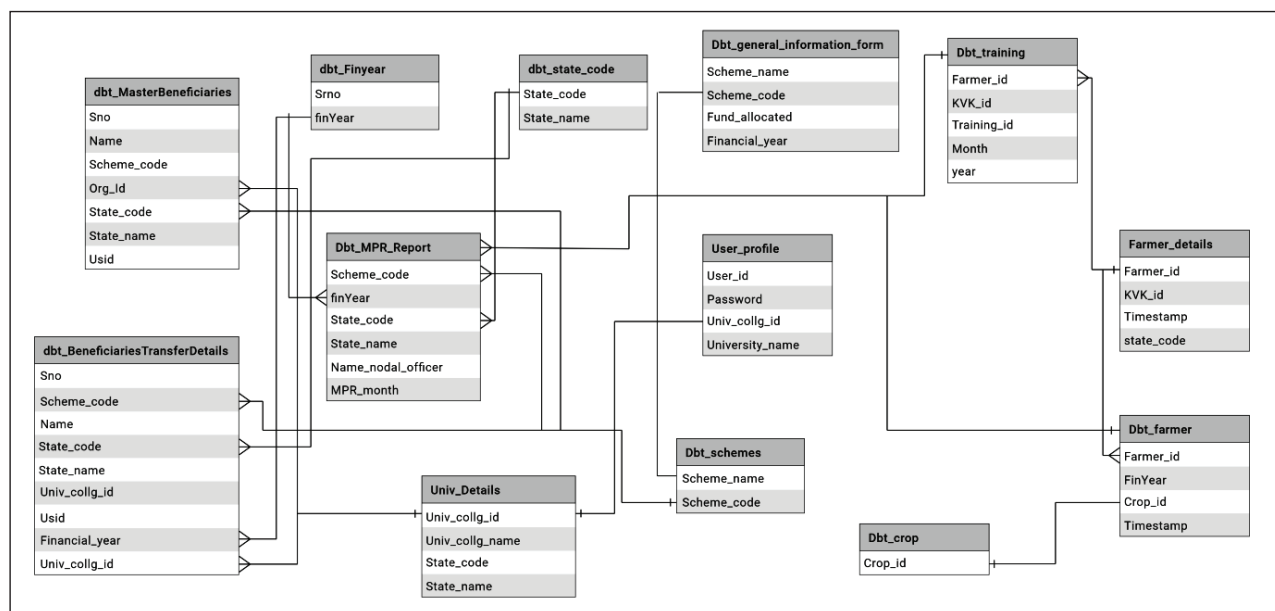 dbt_MasterBeneficiaries
Sno
Name
Scheme_code
Org_Id
State_code
State_name
Usid
dbt_Finyear
Srno
finYear
dbt_state_code
State_code
State_name
Dbt_general_information_form
Scheme_name
Scheme_code
Fund_allocated
Financial_year
Dbt_training
Farmer_id
KVK_id
Training_id
Month
year
Dbt_MPR_Report
Scheme_code
finYear
State_code
State_name
Name_nodal_officer
MPR_month
User_profile
User_id
Password
Univ_collg_id
University_name
Farmer_details
Farmer_id
KVK_id
Timestamp
state_code
dbt_BeneficiariesTransferDetails
Sno
Scheme_code
Name
State_code
State_name
Univ_collg_id
Usid
Financial_year
Univ_collg_id
Univ_Details
Univ_collg_id
Univ_collg_name
State_code
State_name
Dbt_schemes
Scheme_name
Scheme_code
Dbt_farmer
Farmer_id
FinYear
Crop_id
Timestamp
Dbt_crop
Crop_id